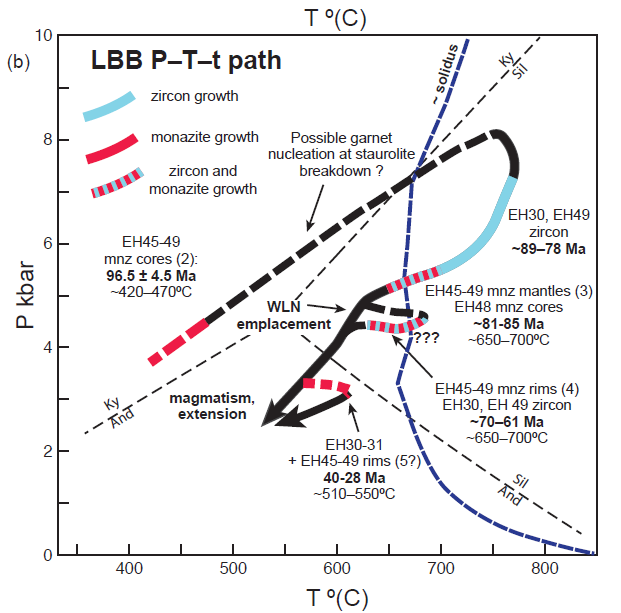 T º(C)
(b)
LBB P–T–t path
zircon growth
monazite growth
zircon and
monazite growth
Possible garnet
nucleation at staurolite
breakdown ?
~ solidus
Ky
Sil
EH45-49
mnz cores (2):
96.5 ± 4.5 Ma
~420–470ºC
EH30, EH49
zircon
~89–78 Ma
WLN
emplacement
EH45-49 mnz mantles (3)
EH48 mnz cores
~81-85 Ma
~650–700ºC
???
magmatism,
extension
Ky
And
EH45-49 mnz rims (4)
EH30, EH 49 zircon
~70–61 Ma
~650–700ºC
EH30-31
+ EH45-49 rims (5?)
40-28 Ma
~510–550ºC
Sil
And
P kbar
10
8
6
4
2
0
400
500
600
700
800
T º(C)